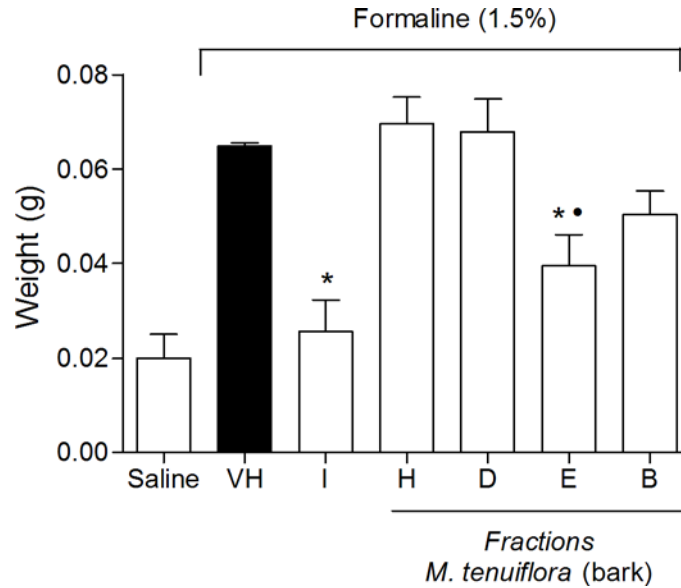 Formaline (1.5%)
0.08
0.06
0.04
0.02
0.00
Weight (g)
*
* •
Saline VH I H D E B
Fractions
M. tenuiflora (bark)